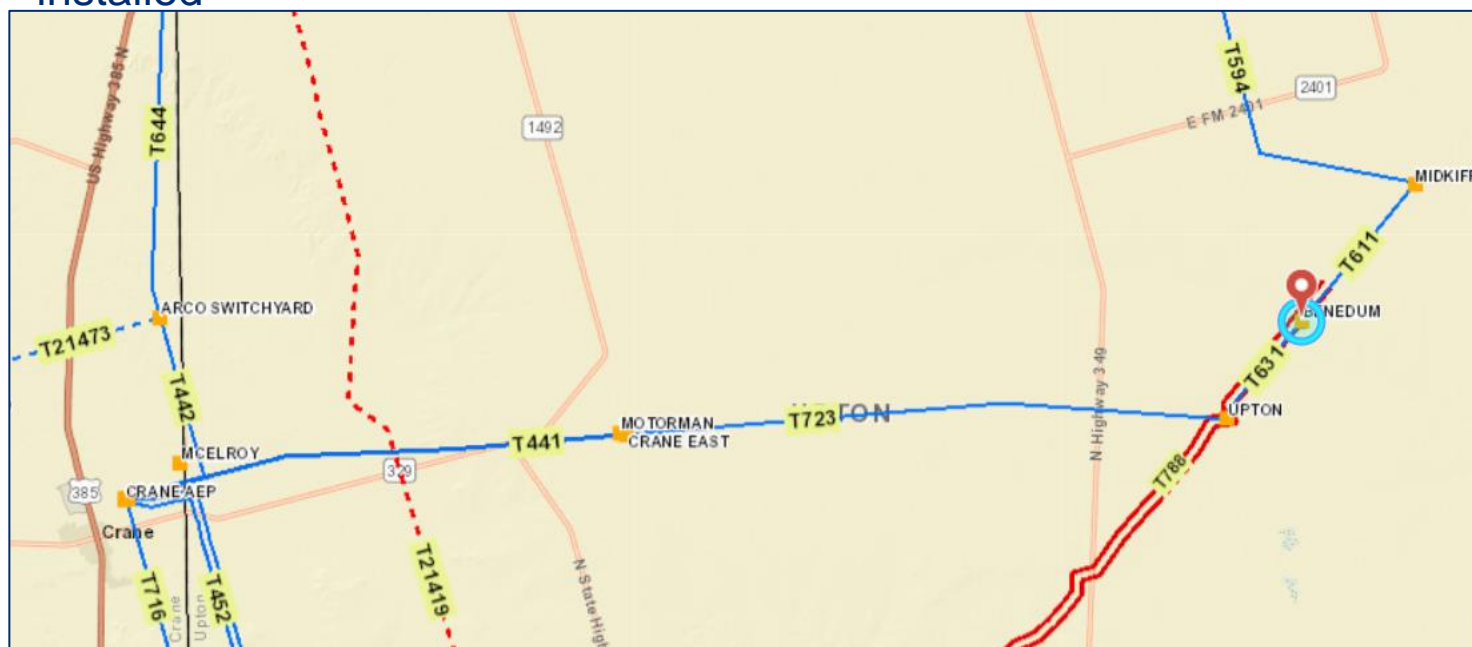 installed
T594
2401
E FM 2401
US Highway 385 N
T644
1492
MIDKIFF
T611
ARCO SWITCHYARD
BENEDUM
T21473
T631
N Highway 349
T442
UPTON
MOTORMAN
T723
CRANE EAST
T441
MCELROY
329
T788
385
CRANE AEP
Crane
T21419
T716
Crane
Upton
T452
N State High